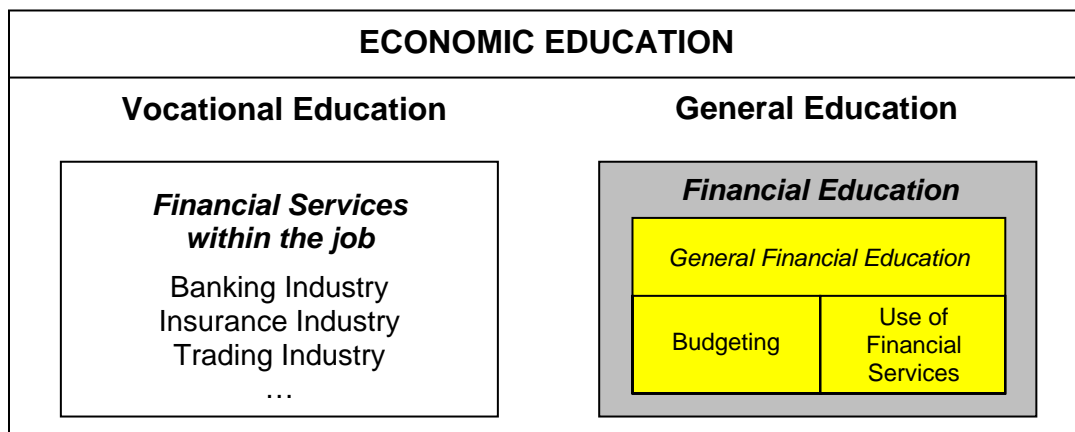 ECONOMIC EDUCATION
Vocational Education
Financial Services
within the job
Banking Industry
Insurance Industry
Trading Industry
…
General Education
Financial Education
General Financial Education
Budgeting
Use of
Financial
Services